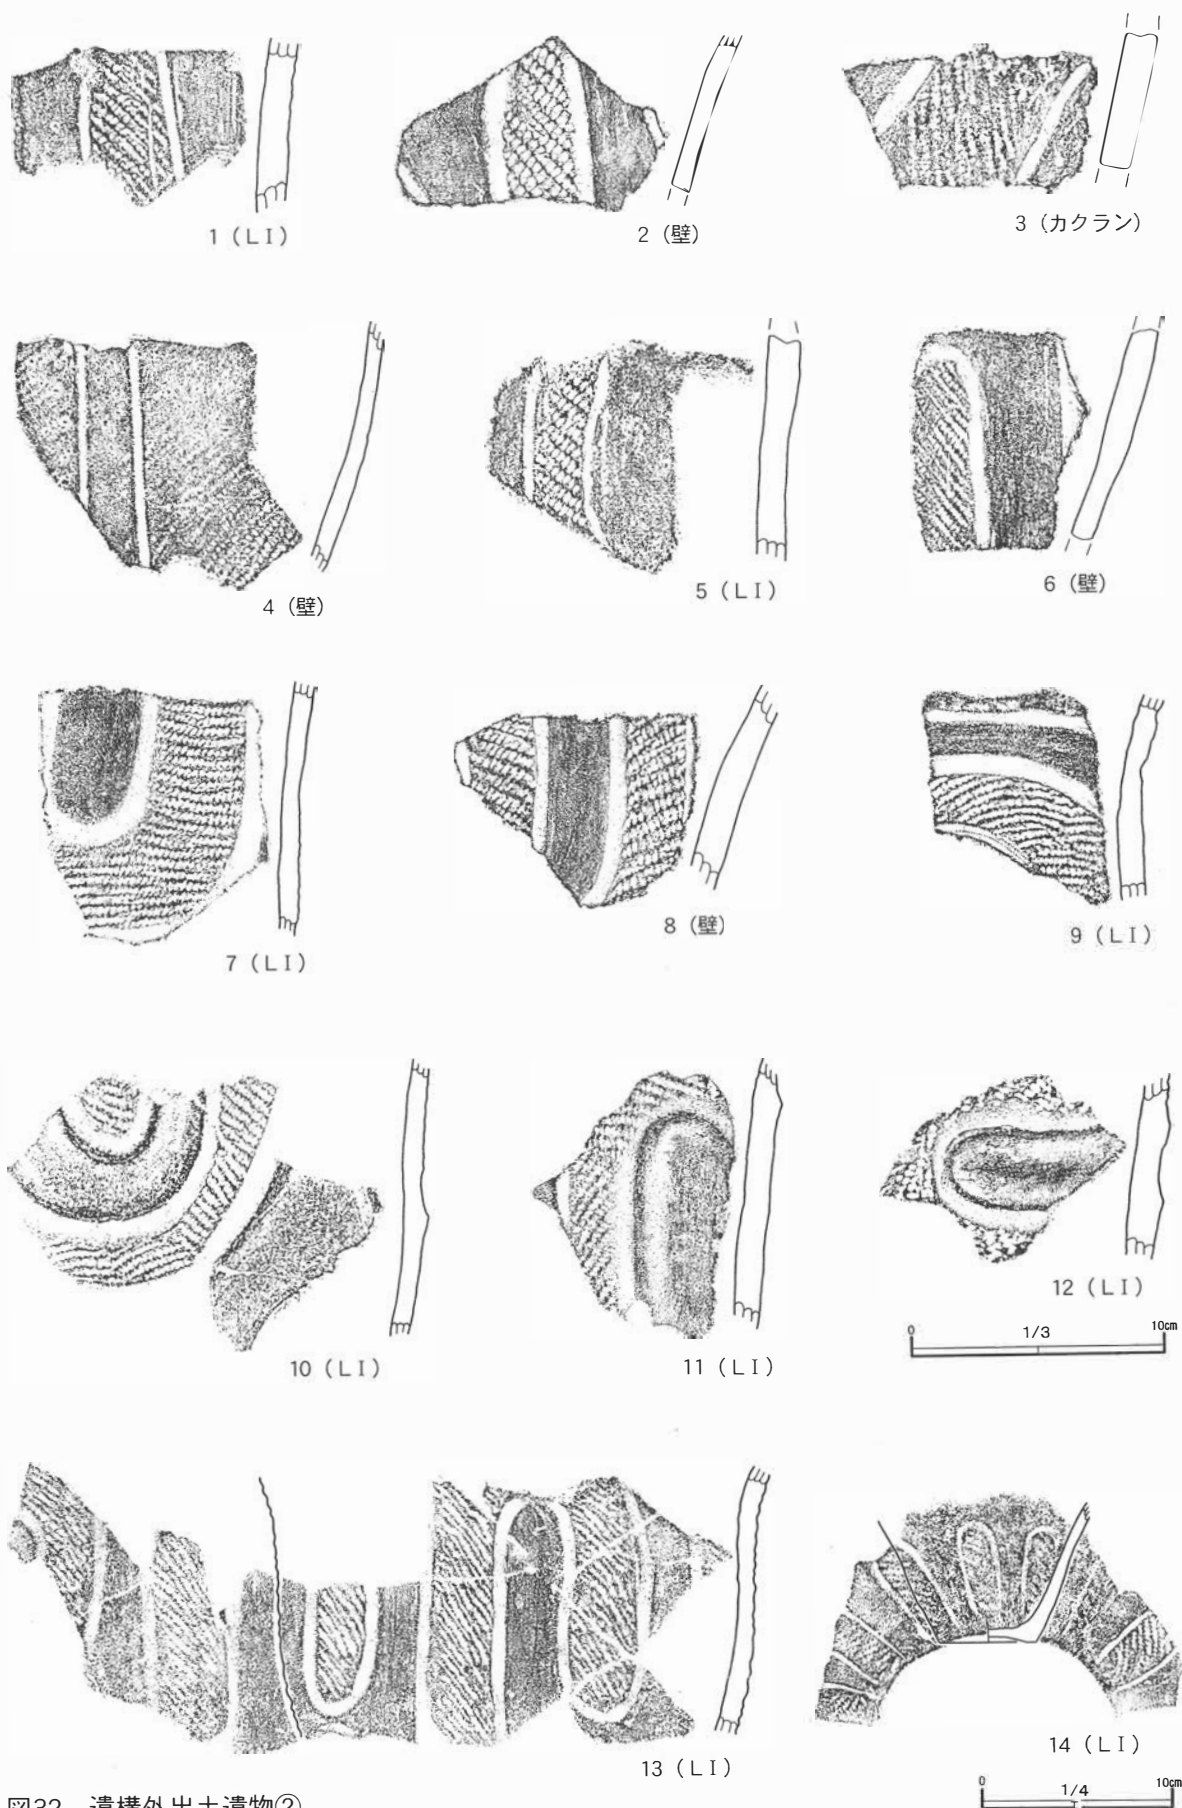 1（LⅠ）
2（壁）
3（カクラン）
4（壁）
5（LⅠ）
6（壁）
7（LⅠ）
8（壁）
9（LⅠ）
10（LⅠ）
11（LⅠ）
12（LⅠ）
0 1/3 10cm
13（LⅠ）
14（LⅠ）
0 1/4 10cm
図32 遺構外出土遺物②